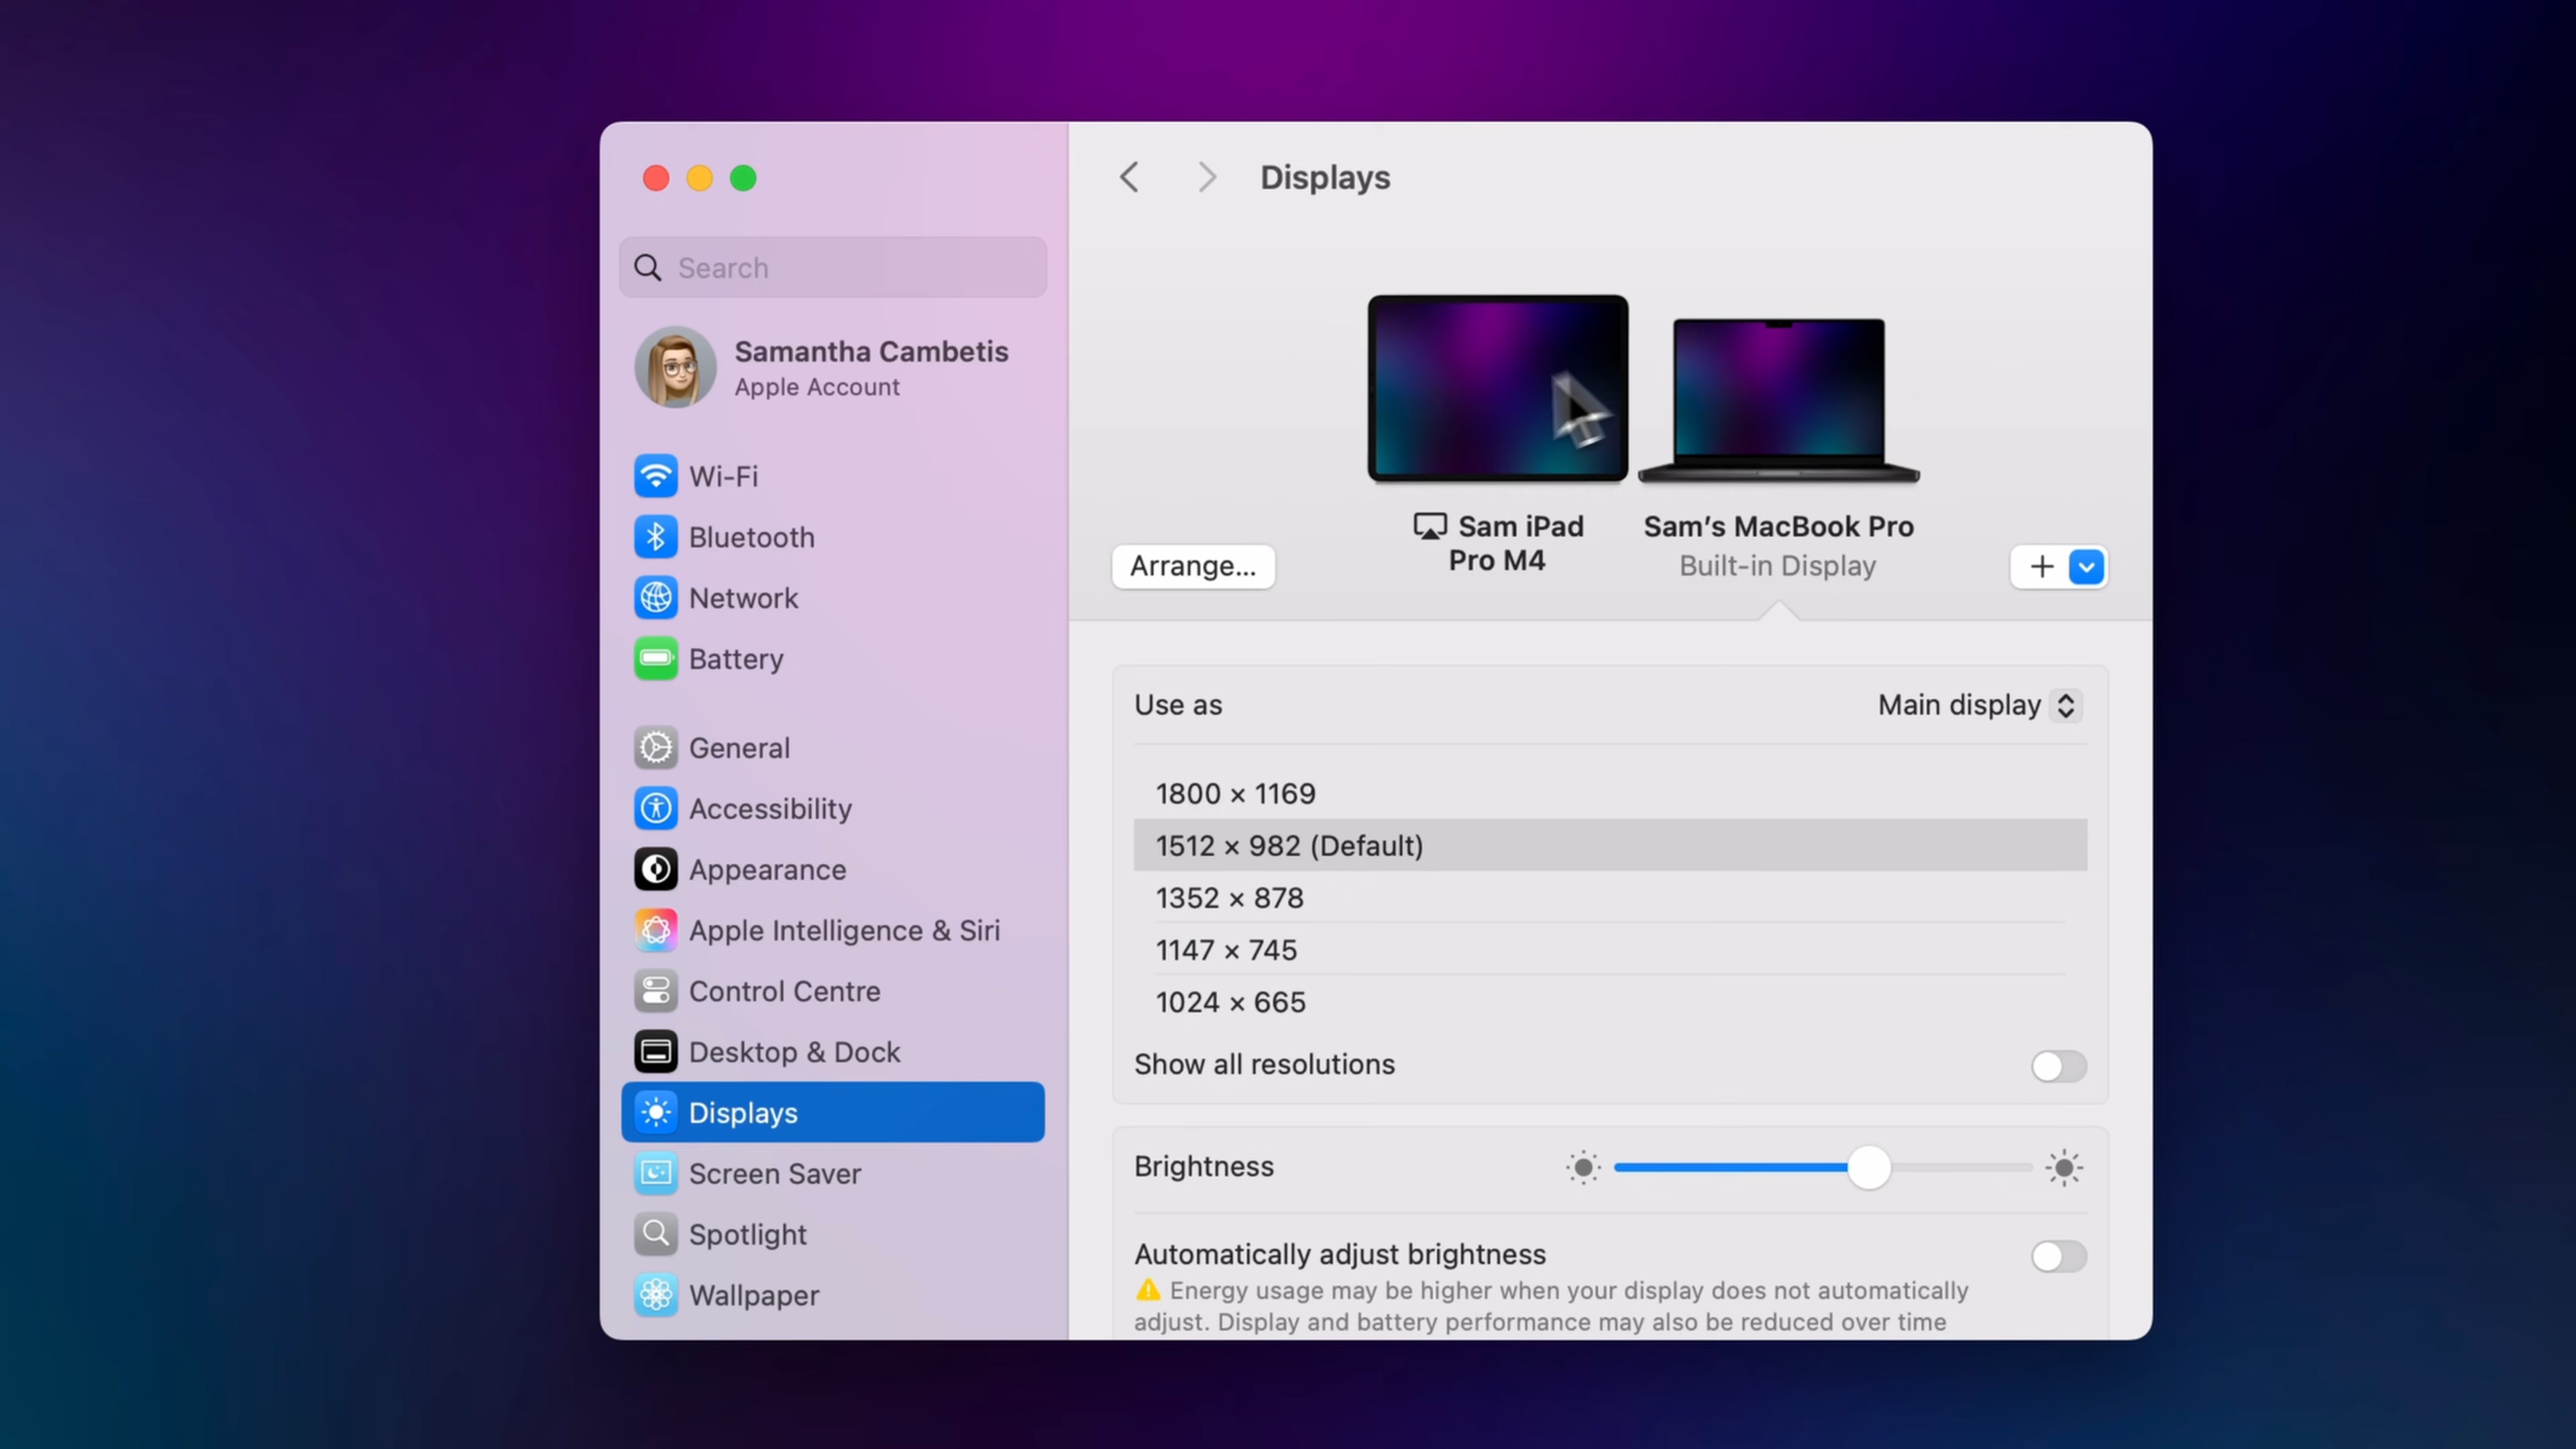 Displays
Search
Samantha Cambetis
Apple Account
Wi-Fi
Bluetooth
Network
Battery
General
Accessibility
Appearance
Apple Intelligence & Siri
Control Centre
Desktop & Dock
Displays
Screen Saver
Spotlight
Wallpaper
Arrange...
Sam iPad
Pro M4
Sam’s MacBook Pro
Built-in Display
Use as
Main display
1800 × 1169
1512 × 982 (Default)
1352 × 878
1147 × 745
1024 × 665
Show all resolutions
Brightness
Automatically adjust brightness
Energy usage may be higher when your display does not automatically
adjust. Display and battery performance may also be reduced over time